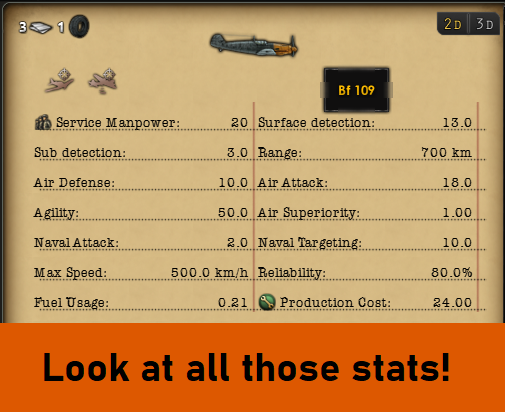 3 1 2D 3D
Bf 109
Service Manpower: 20 Surface detection: 13.0
Sub detection: 3.0 Range: 700 km
Air Defense: 10.0 Air Attack: 18.0
Agility: 50.0 Air Superiority: 1.00
Naval Attack: 2.0 Naval Targeting: 10.0
Max Speed: 500.0 km/h Reliability: 80.0%
Fuel Usage: 0.21 Production Cost: 24.00
Look at all those stats!